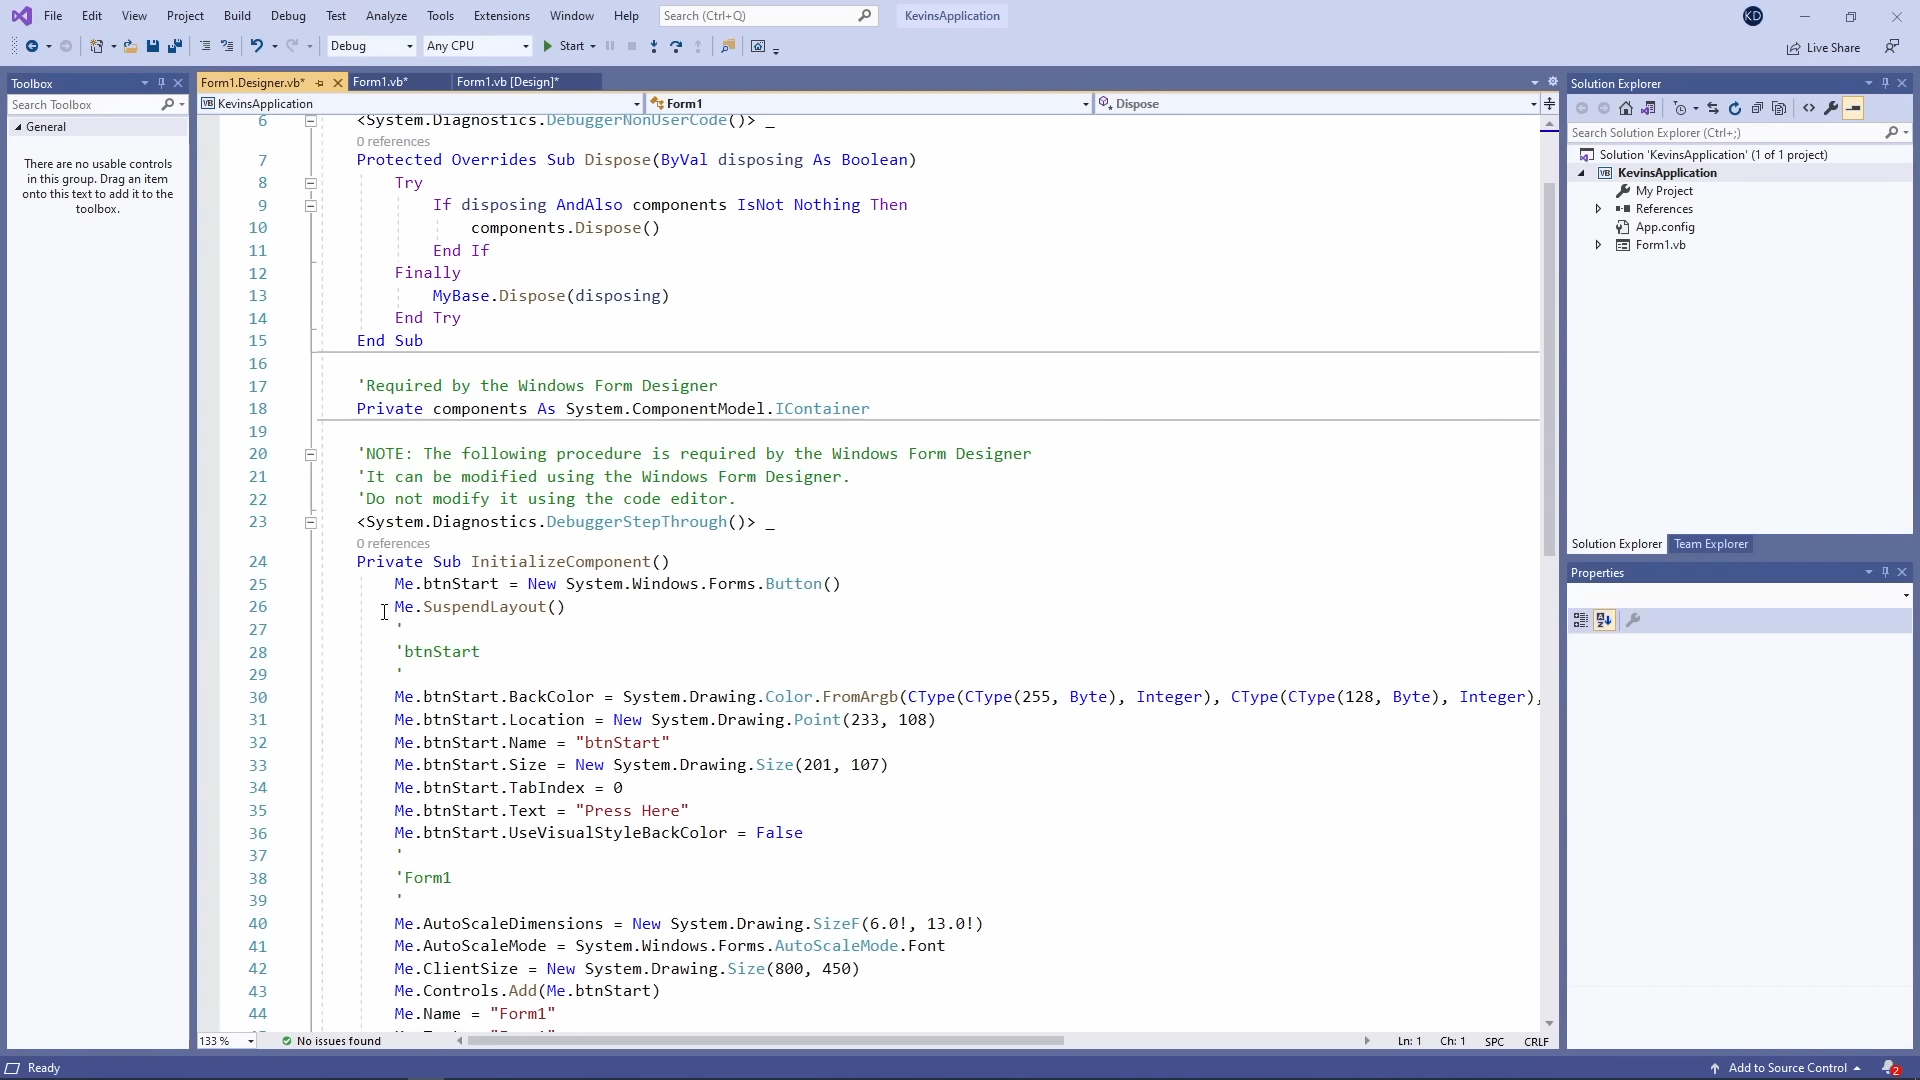 File Edit View Project Build Debug Test Analyze Tools Extensions Window Help Search (Ctrl+Q) KevinsApplication KD
Debug Any CPU Start Live Share
Toolbox
Search Toolbox
General
There are no usable controls
in this group. Drag an item
onto this text to add it to the
toolbox.
Form1.Designer.vb* Form1.vb* Form1.vb [Design]*
VB KevinsApplication Form1 Dispose
6 <System.Diagnostics.DebuggerNonUserCode()> _
0 references
7 Protected Overrides Sub Dispose(ByVal disposing As Boolean)
8 Try
9 If disposing AndAlso components IsNot Nothing Then
10 components.Dispose()
11 End If
12 Finally
13 MyBase.Dispose(disposing)
14 End Try
15 End Sub
16
17 'Required by the Windows Form Designer
18 Private components As System.ComponentModel.IContainer
19
20 'NOTE: The following procedure is required by the Windows Form Designer
21 'It can be modified using the Windows Form Designer.
22 'Do not modify it using the code editor.
23 <System.Diagnostics.DebuggerStepThrough()> _
0 references
24 Private Sub InitializeComponent()
25 Me.btnStart = New System.Windows.Forms.Button()
26 Me.SuspendLayout()
27 '
28 'btnStart
29 '
30 Me.btnStart.BackColor = System.Drawing.Color.FromArgb(CType(CType(255, Byte), Integer), CType(CType(128, Byte), Integer),
31 Me.btnStart.Location = New System.Drawing.Point(233, 108)
32 Me.btnStart.Name = "btnStart"
33 Me.btnStart.Size = New System.Drawing.Size(201, 107)
34 Me.btnStart.TabIndex = 0
35 Me.btnStart.Text = "Press Here"
36 Me.btnStart.UseVisualStyleBackColor = False
37 '
38 'Form1
39 '
40 Me.AutoScaleDimensions = New System.Drawing.SizeF(6.0!, 13.0!)
41 Me.AutoScaleMode = System.Windows.Forms.AutoScaleMode.Font
42 Me.ClientSize = New System.Drawing.Size(800, 450)
43 Me.Controls.Add(Me.btnStart)
44 Me.Name = "Form1"
133 % No issues found Ln: 1 Ch: 1 SPC CRLF
Solution Explorer
Search Solution Explorer (Ctrl+;)
Solution 'KevinsApplication' (1 of 1 project)
VB KevinsApplication
My Project
References
App.config
Form1.vb
Solution Explorer Team Explorer
Properties
Ready Add to Source Control 2